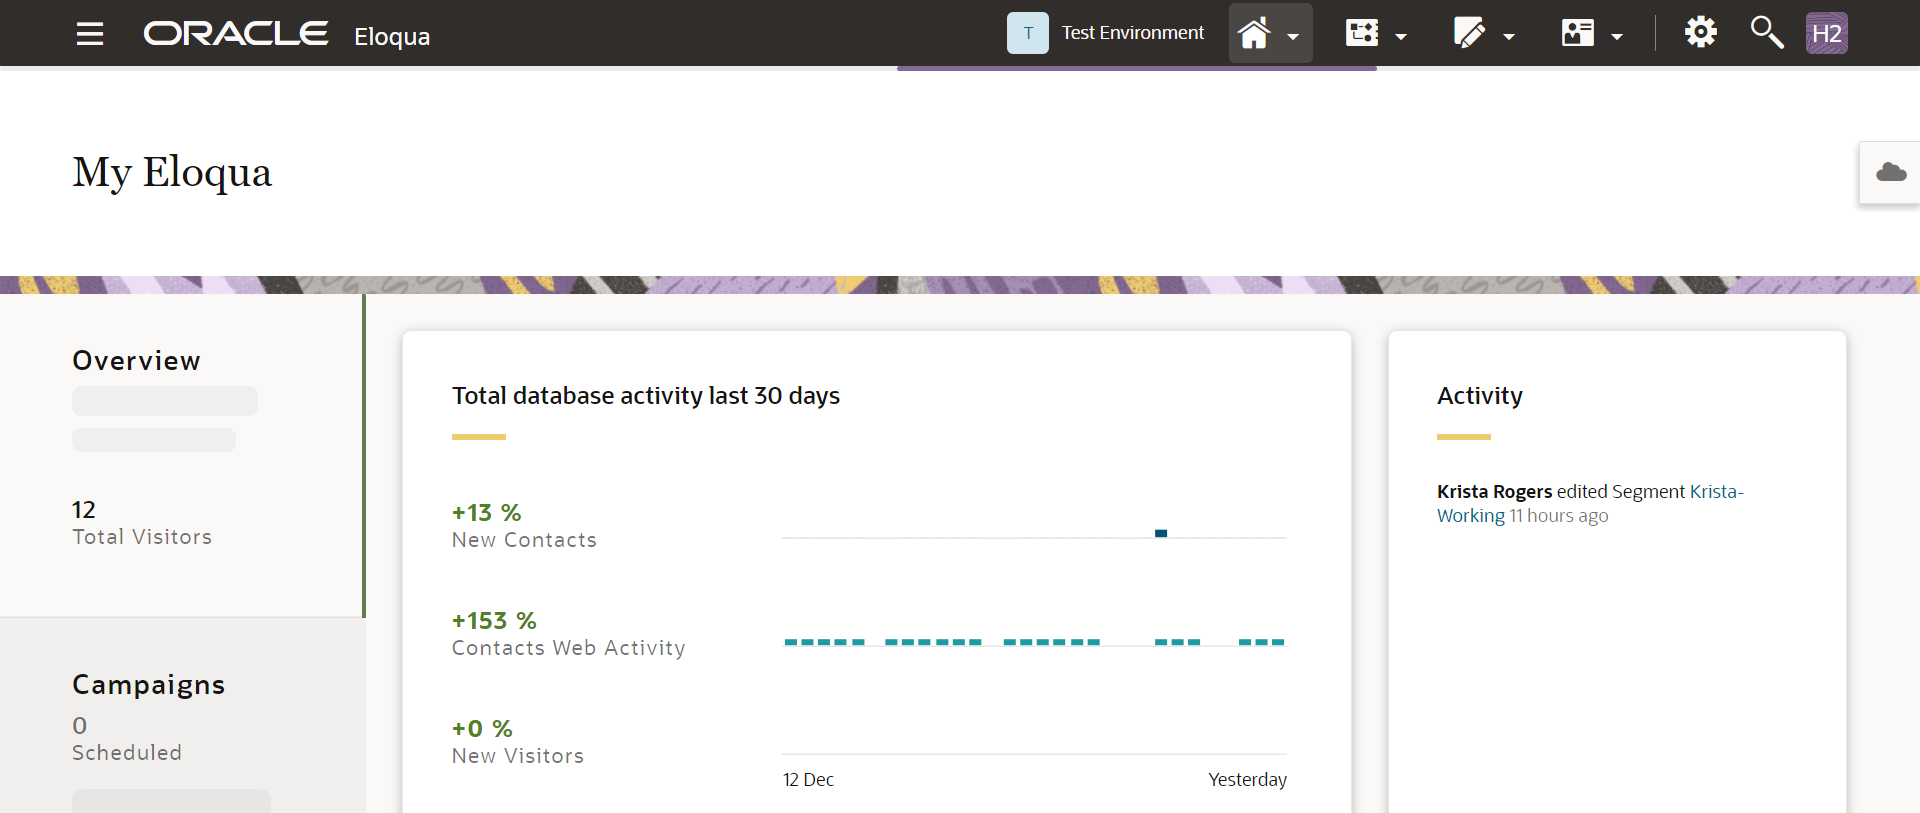 ORACLE Eloqua
T Test Environment
H2
My Eloqua
Overview
12
Total Visitors
Campaigns
0
Scheduled
Total database activity last 30 days
+13 %
New Contacts
+153 %
Contacts Web Activity
+0 %
New Visitors
12 Dec Yesterday
Activity
Krista Rogers edited Segment Krista-
Working 11 hours ago